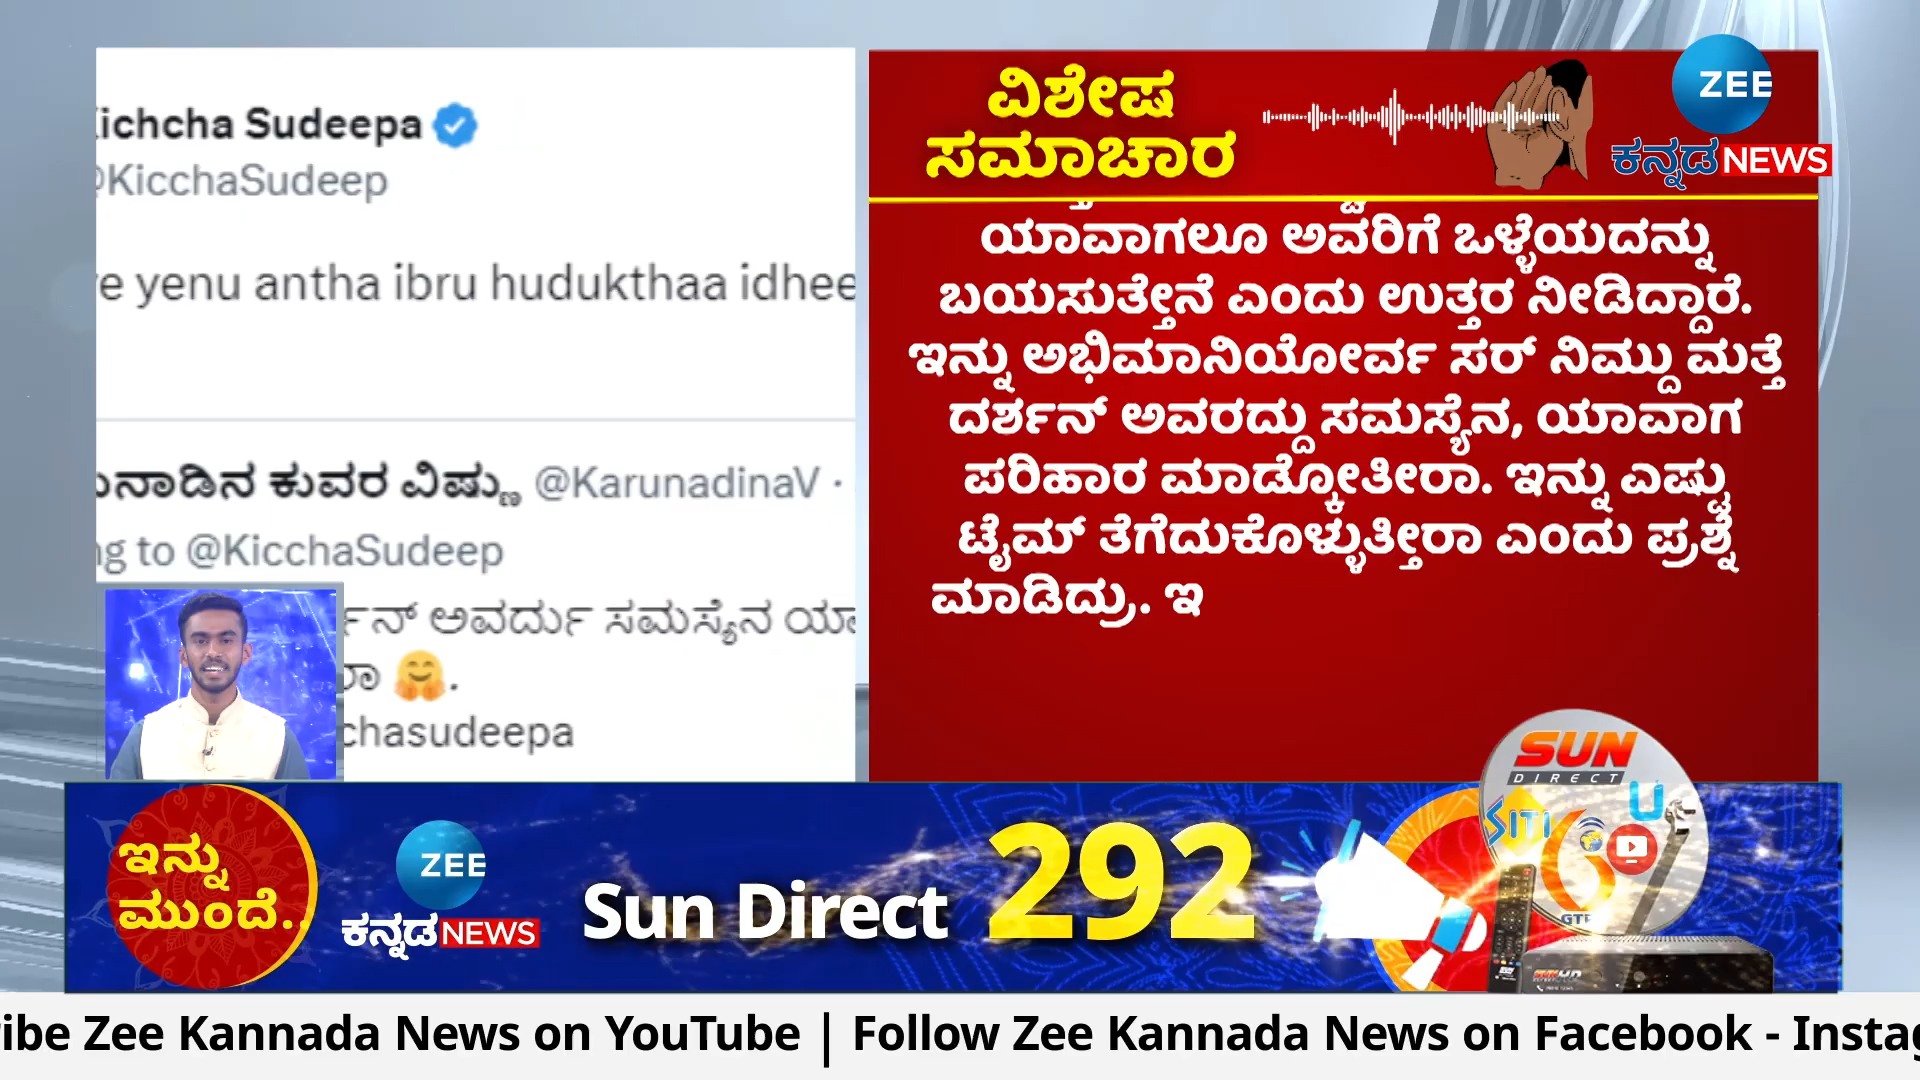 Kichcha Sudeepa
@KicchaSudeep
yenu antha ibru hudukthaa idhee
ಕುವರ ವಿಷ್ಣು @KarunadinaV ·
to @KicchaSudeep
ಅವರ್ದು ಸಮಸ್ಯೆನ
🤗.
chasudeepa
ವಿಶೇಷ
ಸಮಾಚಾರ
ZEE
ಕನ್ನಡ NEWS
ಯಾವಾಗಲೂ ಅವರಿಗೆ ಒಳ್ಳೆಯದನ್ನು
ಬಯಸುತ್ತೇನೆ ಎಂದು ಉತ್ತರ ನೀಡಿದ್ದಾರೆ.
ಇನ್ನು ಅಭಿಮಾನಿಯೋರ್ವ ಸರ್ ನಿಮ್ದು ಮತ್ತೆ
ದರ್ಶನ್ ಅವರದ್ದು ಸಮಸ್ಯೆನ, ಯಾವಾಗ
ಪರಿಹಾರ ಮಾಡ್ಕೋತೀರಾ. ಇನ್ನು ಎಷ್ಟು
ಟೈಮ್ ತೆಗೆದುಕೊಳ್ಳುತೀರಾ ಎಂದು ಪ್ರಶ್ನೆ
ಮಾಡಿದ್ರು. ಇ
ಇನ್ನು
ಮುಂದೆ..
ZEE
ಕನ್ನಡ NEWS
Sun Direct 292
SUN
DIRECT
SITI
U
Zee Kannada News on YouTube | Follow Zee Kannada News on Facebook - Instag